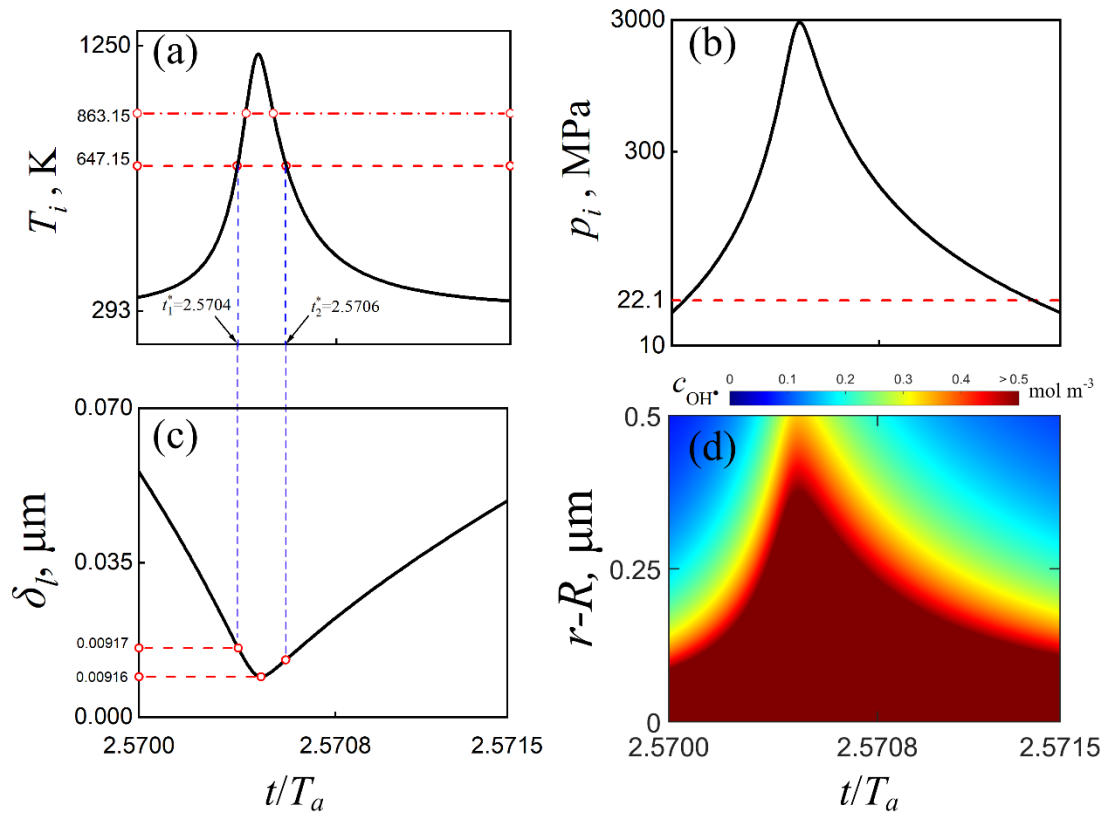 (a)
1250
863.15
647.15
293
T_i , K
t_1^*=2.5704
t_2^*=2.5706
(b)
3000
300
22.1
10
p_i , MPa
(c)
0.070
0.035
0.00917
0.00916
0.000
δ_l, μm
2.5700
2.5708
2.5715
t/T_a
c_OH•
0
0.1
0.2
0.3
0.4
> 0.5
mol m⁻³
(d)
0.5
0.25
0
r-R, μm
2.5700
2.5708
2.5715
t/T_a